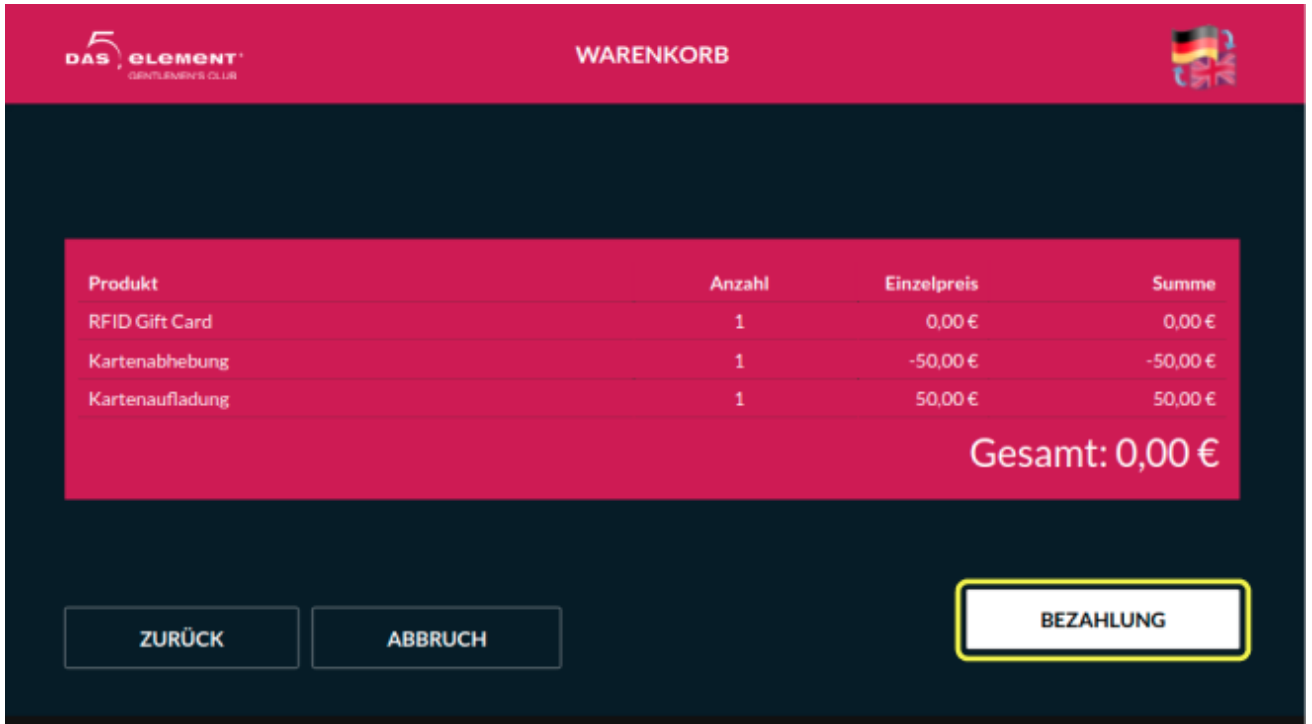 DAS 5 ELEMENT
GENTLEMEN'S CLUB
WARENKORB
Produkt Anzahl Einzelpreis Summe
RFID Gift Card 1 0,00 € 0,00 €
Kartenabhebung 1 -50,00 € -50,00 €
Kartenaufladung 1 50,00 € 50,00 €
Gesamt: 0,00 €
ZURÜCK ABBRUCH BEZAHLUNG